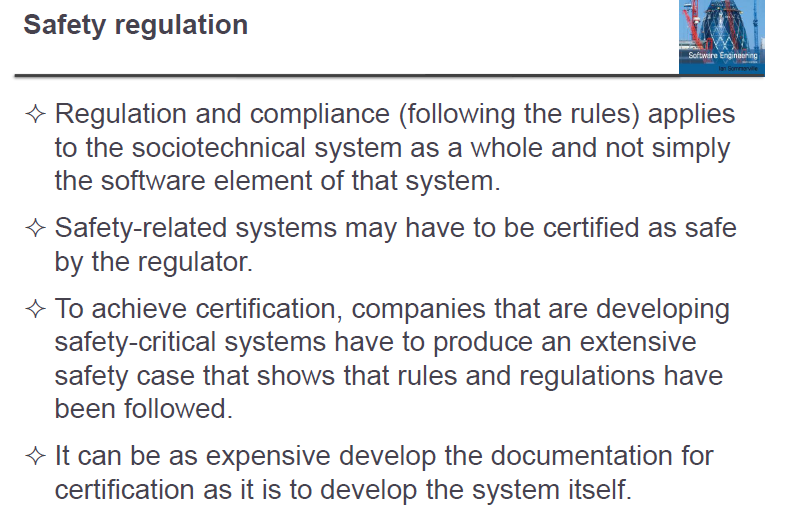 Safety regulation
Software Engineering
Ian Sommerville
Regulation and compliance (following the rules) applies
to the sociotechnical system as a whole and not simply
the software element of that system.
Safety-related systems may have to be certified as safe
by the regulator.
To achieve certification, companies that are developing
safety-critical systems have to produce an extensive
safety case that shows that rules and regulations have
been followed.
It can be as expensive develop the documentation for
certification as it is to develop the system itself.